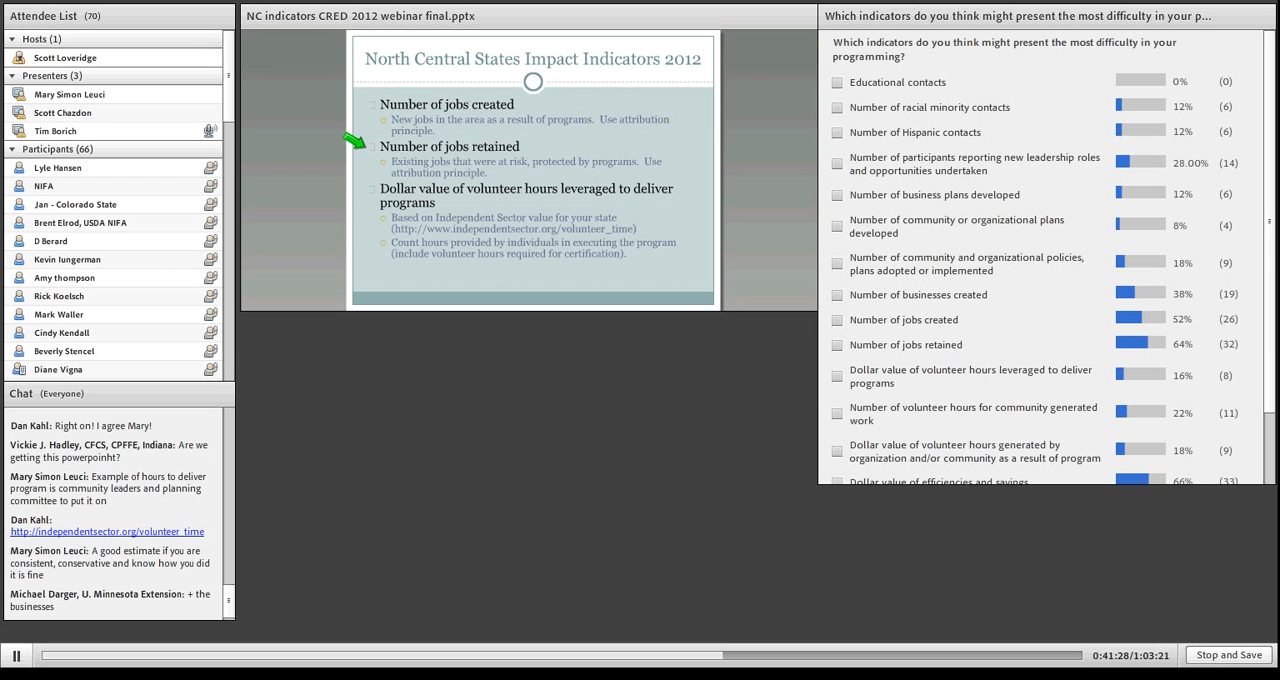 Attendee List (70)
Hosts (1)
Scott Loveridge
Presenters (3)
Mary Simon Leuci
Scott Chazdon
Tim Borich
Participants (66)
Lyle Hansen
NIFA
Jan - Colorado State
Brent Elrod, USDA NIFA
D Berard
Kevin Iungerman
Amy thompson
Rick Koelsch
Mark Waller
Cindy Kendall
Beverly Stencel
Diane Vigna
Chat (Everyone)
Dan Kahl: Right on! I agree Mary!
Vickie J. Hadley, CFCS, CPFFE, Indiana: Are we
getting this powerpoinht?
Mary Simon Leuci: Example of hours to deliver
program is community leaders and planning
committee to put it on
Dan Kahl:
http://independentsector.org/volunteer_time
Mary Simon Leuci: A good estimate if you are
consistent, conservative and know how you did
it is fine
Michael Darger, U. Minnesota Extension: + the
businesses
NC indicators CRED 2012 webinar final.pptx
North Central States Impact Indicators 2012
Number of jobs created
New jobs in the area as a result of programs. Use attribution
principle.
Number of jobs retained
Existing jobs that were at risk, protected by programs. Use
attribution principle.
Dollar value of volunteer hours leveraged to deliver
programs
Based on Independent Sector value for your state
(http://www.independentsector.org/volunteer_time)
Count hours provided by individuals in executing the program
(include volunteer hours required for certification).
Which indicators do you think might present the most difficulty in your p...
Which indicators do you think might present the most difficulty in your
programming?
Educational contacts 0% (0)
Number of racial minority contacts 12% (6)
Number of Hispanic contacts 12% (6)
Number of participants reporting new leadership roles
and opportunities undertaken 28.00% (14)
Number of business plans developed 12% (6)
Number of community or organizational plans
developed 8% (4)
Number of community and organizational policies,
plans adopted or implemented 18% (9)
Number of businesses created 38% (19)
Number of jobs created 52% (26)
Number of jobs retained 64% (32)
Dollar value of volunteer hours leveraged to deliver
programs 16% (8)
Number of volunteer hours for community generated
work 22% (11)
Dollar value of volunteer hours generated by
organization and/or community as a result of program 18% (9)
Dollar value of efficiencies and savings 66% (33)
0:41:28/1:03:21
Stop and Save